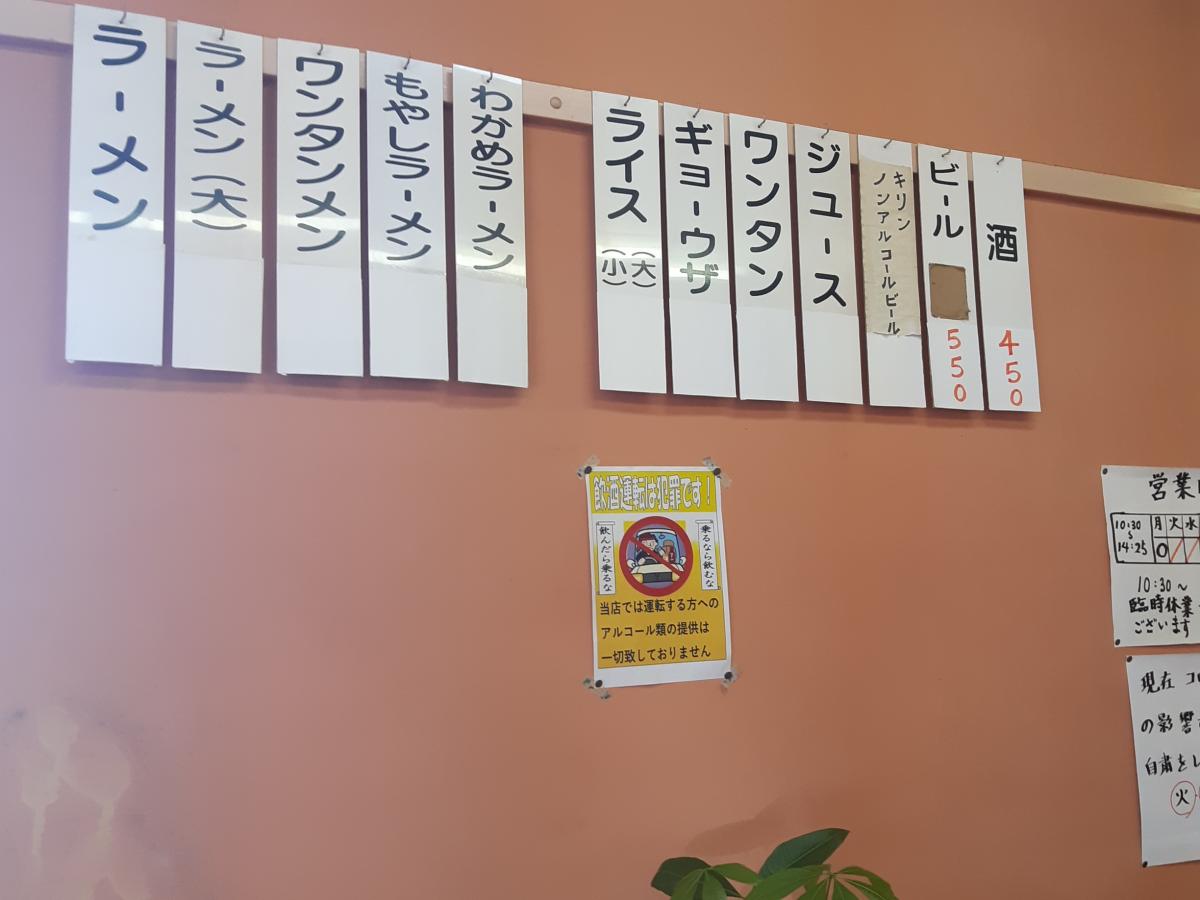 ラーメン
ラーメン(大)
ワンタンメン
もやしラーメン
わかめラーメン
ライス(大)(小)
ギョーウザ
ワンタン
ジュース
キリン
ノンアルコールビール
ビール
550
酒
450
飲酒運転は犯罪です！
乗るなら飲むな
飲んだら乗るな
当店では運転する方への
アルコール類の提供は
一切致しておりません
営業
10:30
〜
14:25
月 火 水
10:30〜
臨時休業
ございます
現在 コロ
の影響
自粛をし
火